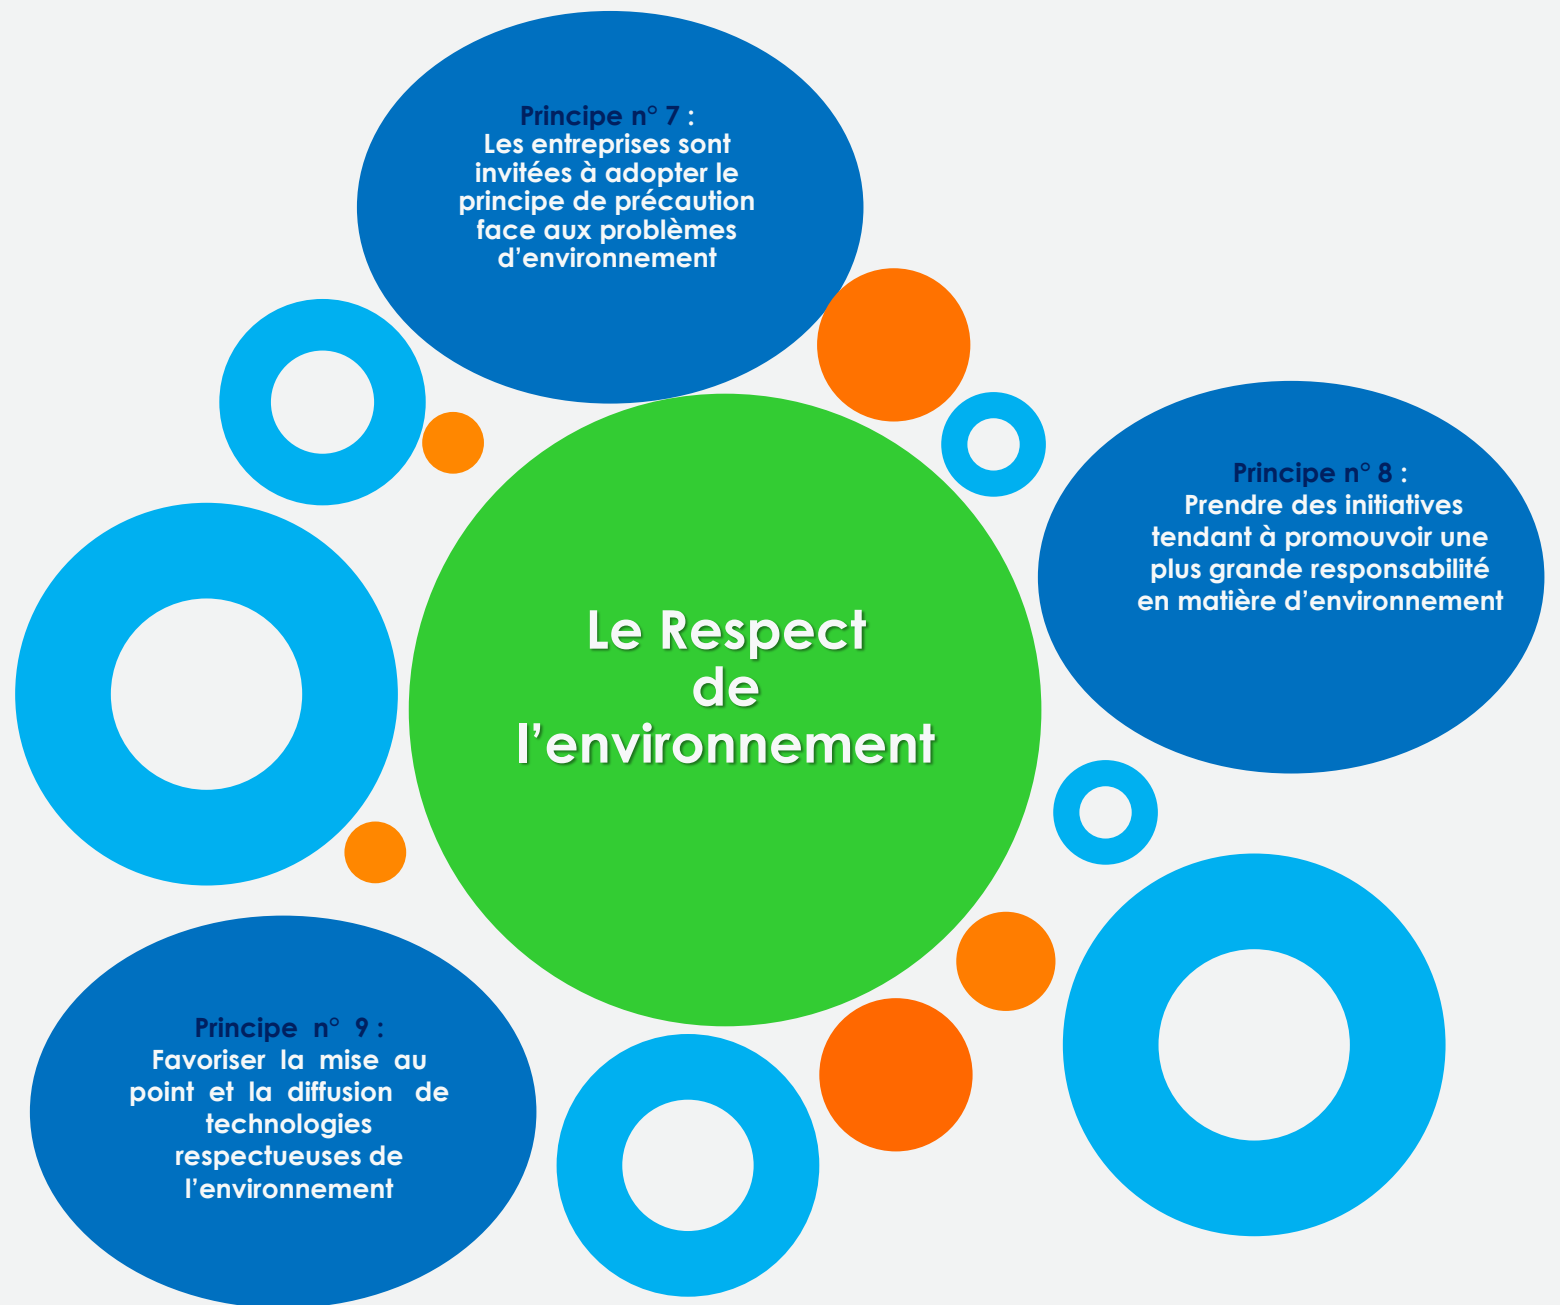 Principe n° 7 :
Les entreprises sont
invitées à adopter le
principe de précaution
face aux problèmes
d’environnement
Principe n° 8 :
Prendre des initiatives
tendant à promouvoir une
plus grande responsabilité
en matière d’environnement
Le Respect
de
l’environnement
Principe n° 9 :
Favoriser la mise au
point et la diffusion de
technologies
respectueuses de
l’environnement